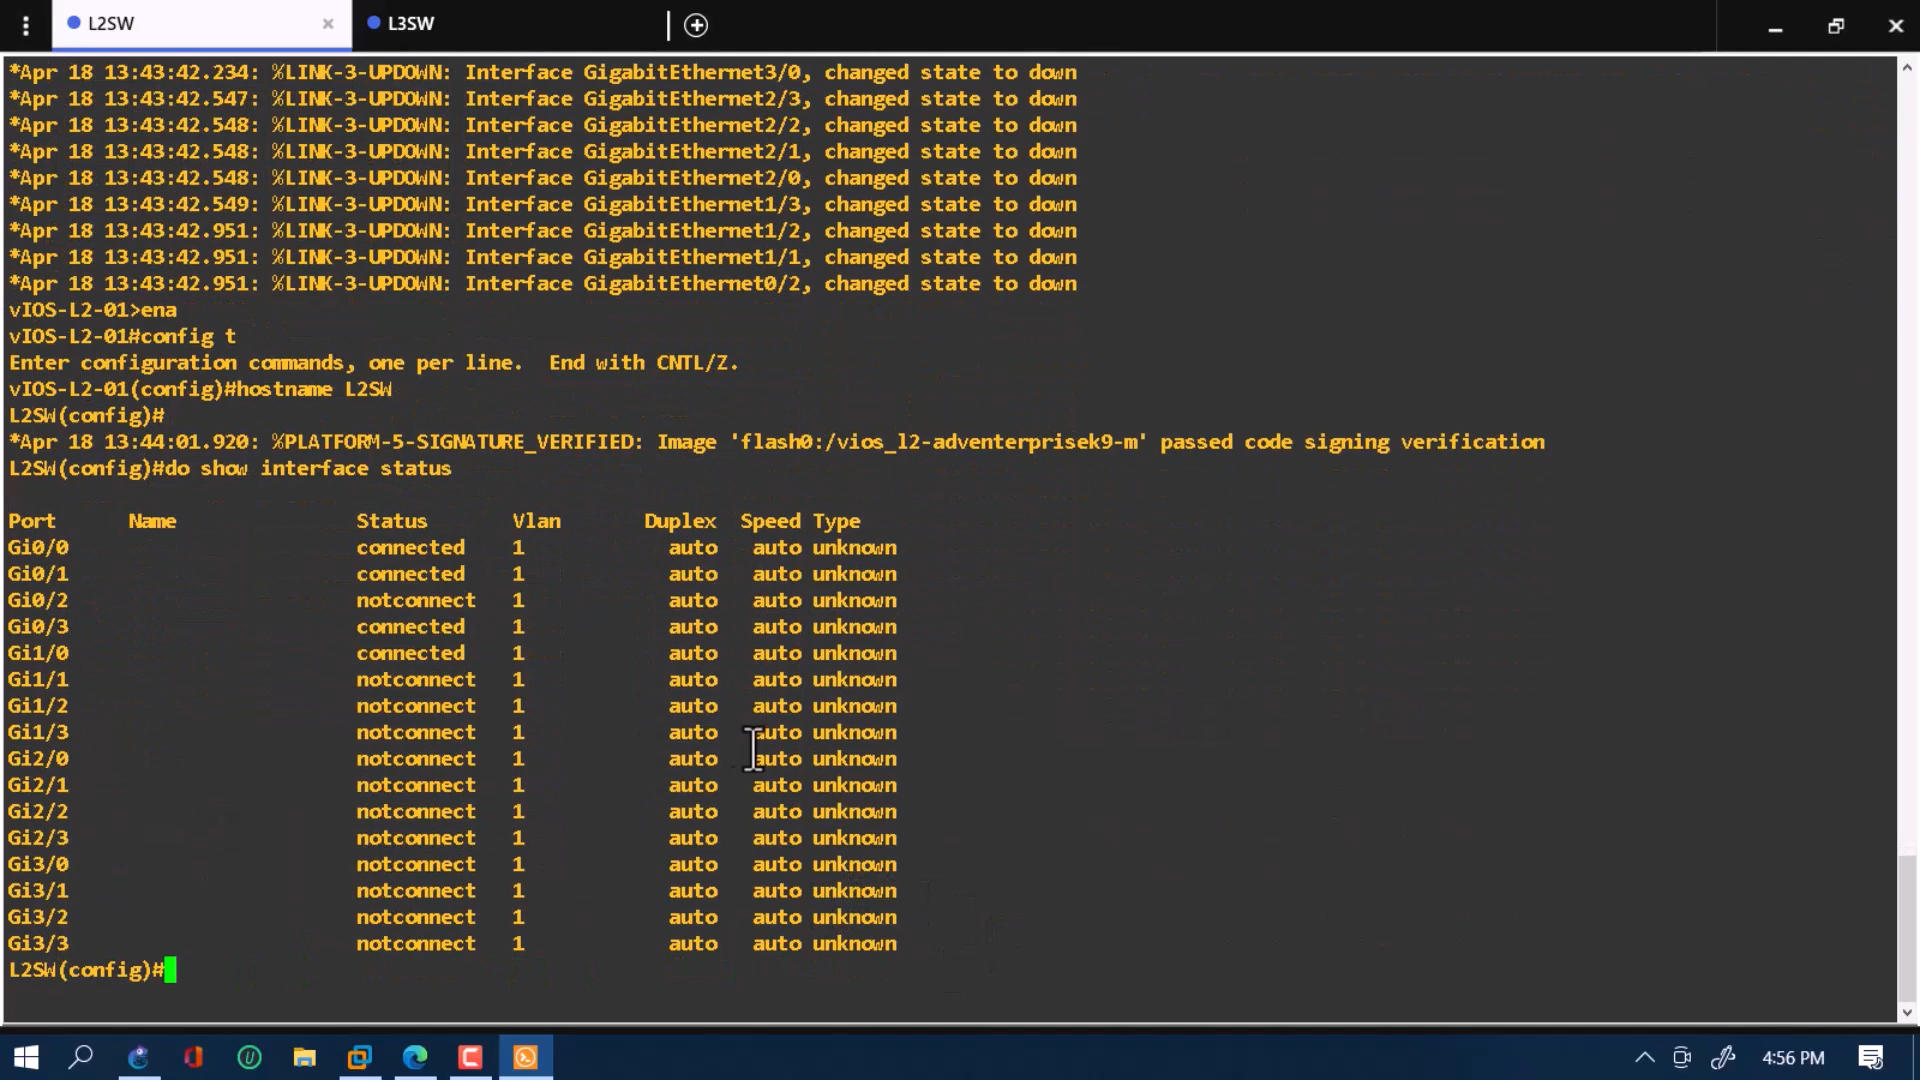 L2SW
L3SW
*Apr 18 13:43:42.234: %LINK-3-UPDOWN: Interface GigabitEthernet3/0, changed state to down
*Apr 18 13:43:42.547: %LINK-3-UPDOWN: Interface GigabitEthernet2/3, changed state to down
*Apr 18 13:43:42.548: %LINK-3-UPDOWN: Interface GigabitEthernet2/2, changed state to down
*Apr 18 13:43:42.548: %LINK-3-UPDOWN: Interface GigabitEthernet2/1, changed state to down
*Apr 18 13:43:42.548: %LINK-3-UPDOWN: Interface GigabitEthernet2/0, changed state to down
*Apr 18 13:43:42.549: %LINK-3-UPDOWN: Interface GigabitEthernet1/3, changed state to down
*Apr 18 13:43:42.951: %LINK-3-UPDOWN: Interface GigabitEthernet1/2, changed state to down
*Apr 18 13:43:42.951: %LINK-3-UPDOWN: Interface GigabitEthernet1/1, changed state to down
*Apr 18 13:43:42.951: %LINK-3-UPDOWN: Interface GigabitEthernet0/2, changed state to down
vIOS-L2-01>ena
vIOS-L2-01#config t
Enter configuration commands, one per line.  End with CNTL/Z.
vIOS-L2-01(config)#hostname L2SW
L2SW(config)#
*Apr 18 13:44:01.920: %PLATFORM-5-SIGNATURE_VERIFIED: Image 'flash0:/vios_l2-adventerprisek9-m' passed code signing verification
L2SW(config)#do show interface status
Port      Name               Status       Vlan       Duplex  Speed Type
Gi0/0                        connected    1            auto   auto unknown
Gi0/1                        connected    1            auto   auto unknown
Gi0/2                        notconnect   1            auto   auto unknown
Gi0/3                        connected    1            auto   auto unknown
Gi1/0                        connected    1            auto   auto unknown
Gi1/1                        notconnect   1            auto   auto unknown
Gi1/2                        notconnect   1            auto   auto unknown
Gi1/3                        notconnect   1            auto   auto unknown
Gi2/0                        notconnect   1            auto   auto unknown
Gi2/1                        notconnect   1            auto   auto unknown
Gi2/2                        notconnect   1            auto   auto unknown
Gi2/3                        notconnect   1            auto   auto unknown
Gi3/0                        notconnect   1            auto   auto unknown
Gi3/1                        notconnect   1            auto   auto unknown
Gi3/2                        notconnect   1            auto   auto unknown
Gi3/3                        notconnect   1            auto   auto unknown
L2SW(config)#
4:56 PM